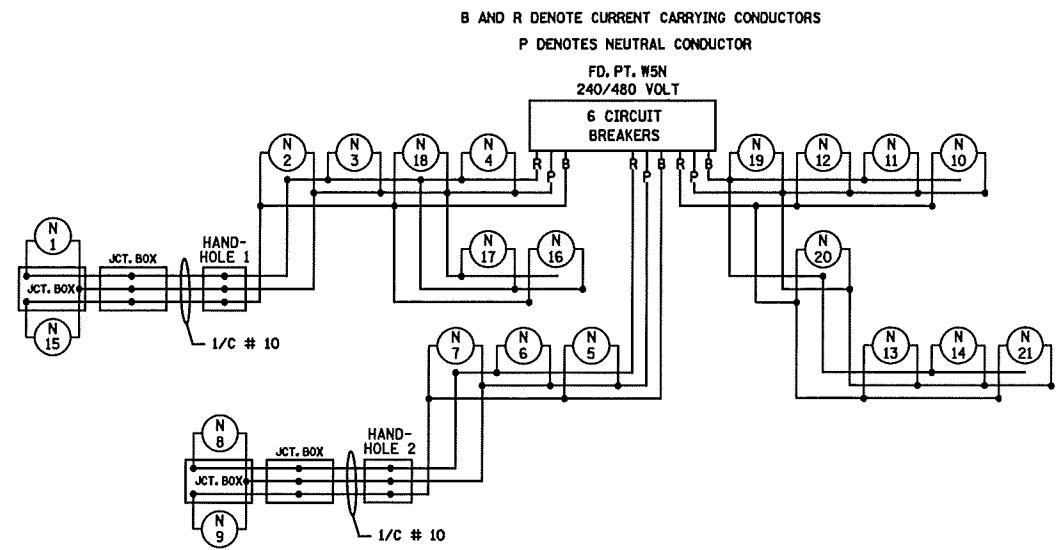 B AND R DENOTE CURRENT CARRYING CONDUCTORS
P DENOTES NEUTRAL CONDUCTOR
FD. PT. W5N
240/480 VOLT
6 CIRCUIT
BREAKERS
N
2
N
3
N
18
N
4
R
P
B
R
P
B
R
P
B
N
19
N
12
N
11
N
10
N
1
JCT. BOX
N
15
JCT. BOX
HAND-
HOLE 1
1/C # 10
N
17
N
16
N
20
N
7
N
6
N
5
N
13
N
14
N
21
N
8
JCT. BOX
N
9
JCT. BOX
HAND-
HOLE 2
1/C # 10